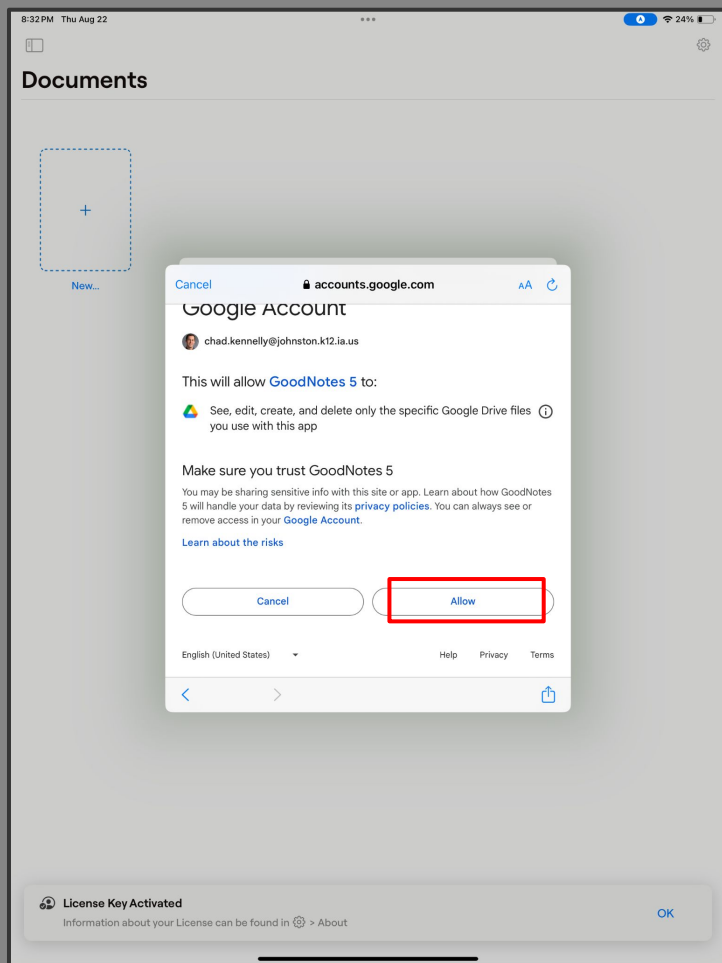 8:32 PM Thu Aug 22
24%
Documents
New...
Cancel
accounts.google.com
AA
Google Account
chad.kennelly@johnston.k12.ia.us
This will allow GoodNotes 5 to:
See, edit, create, and delete only the specific Google Drive files
you use with this app
Make sure you trust GoodNotes 5
You may be sharing sensitive info with this site or app. Learn about how GoodNotes
5 will handle your data by reviewing its privacy policies. You can always see or
remove access in your Google Account.
Learn about the risks
Cancel
Allow
English (United States)
Help Privacy Terms
License Key Activated
Information about your License can be found in > About
OK